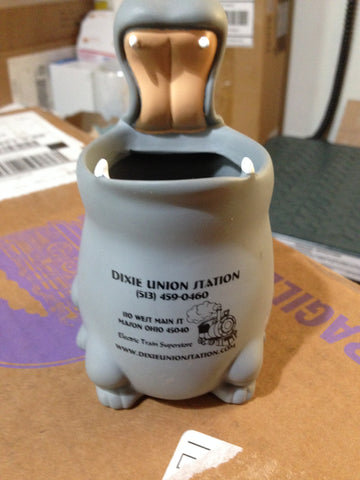 DIXIE UNION STATION
(513) 459-0460
110 WEST MAIN ST
MASON OHIO 45040
Electric Train Superstore
WWW.DIXIEUNIONSTATION.COM
FRAGILE